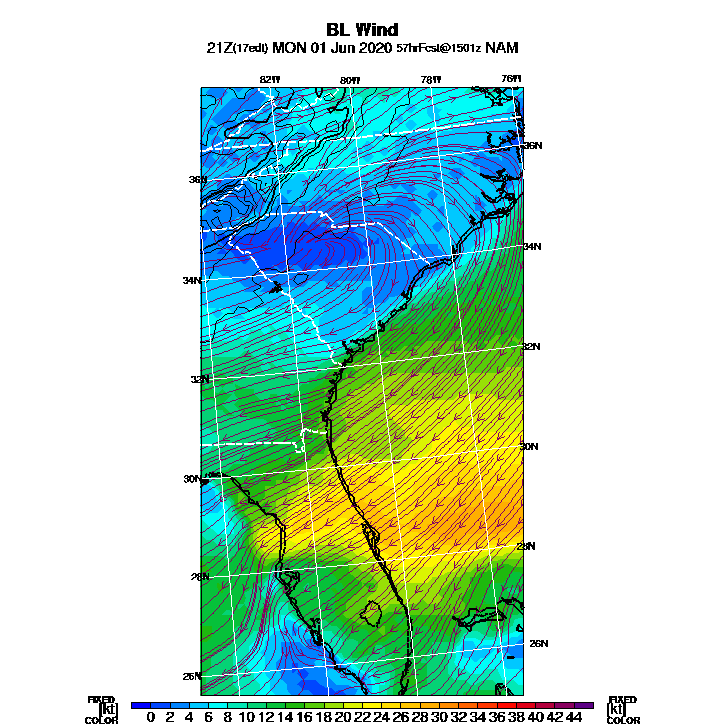 BL Wind
21Z(17edt) MON 01 Jun 2020 57hrFcst@1501z NAM
82W 80W 78W 76W
36N
36N
34N
34N
32N
32N
30N
30N
28N
28N
26N
26N
FIXED FIXED
[kt] 0 2 4 6 8 10 12 14 16 18 20 22 24 26 28 30 32 34 36 38 40 42 44 [kt]
COLOR COLOR